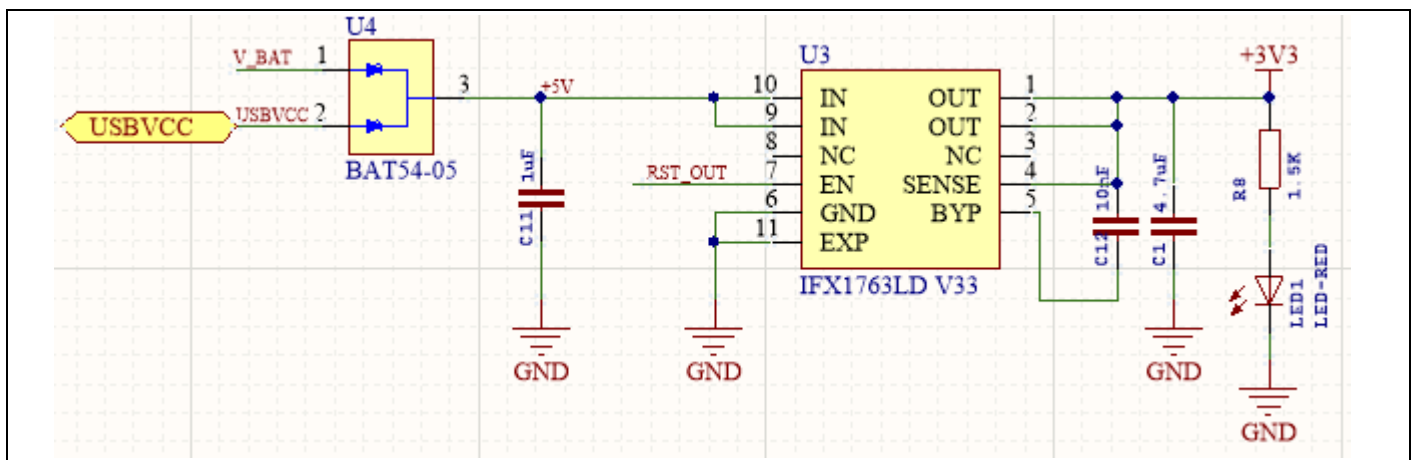 U4
V_BAT 1
USBVCC
USBVCC 2
3
BAT54-05
+5V
C11 1uF
GND
RST_OUT
U3
10 IN
9 IN
8 NC
7 EN
6 GND
11 EXP
OUT 1
OUT 2
NC 3
SENSE 4
BYP 5
IFX1763LD V33
GND
C12 10nF
C1 4.7uF
GND
+3V3
R8 1.5K
LED1
LED-RED
GND